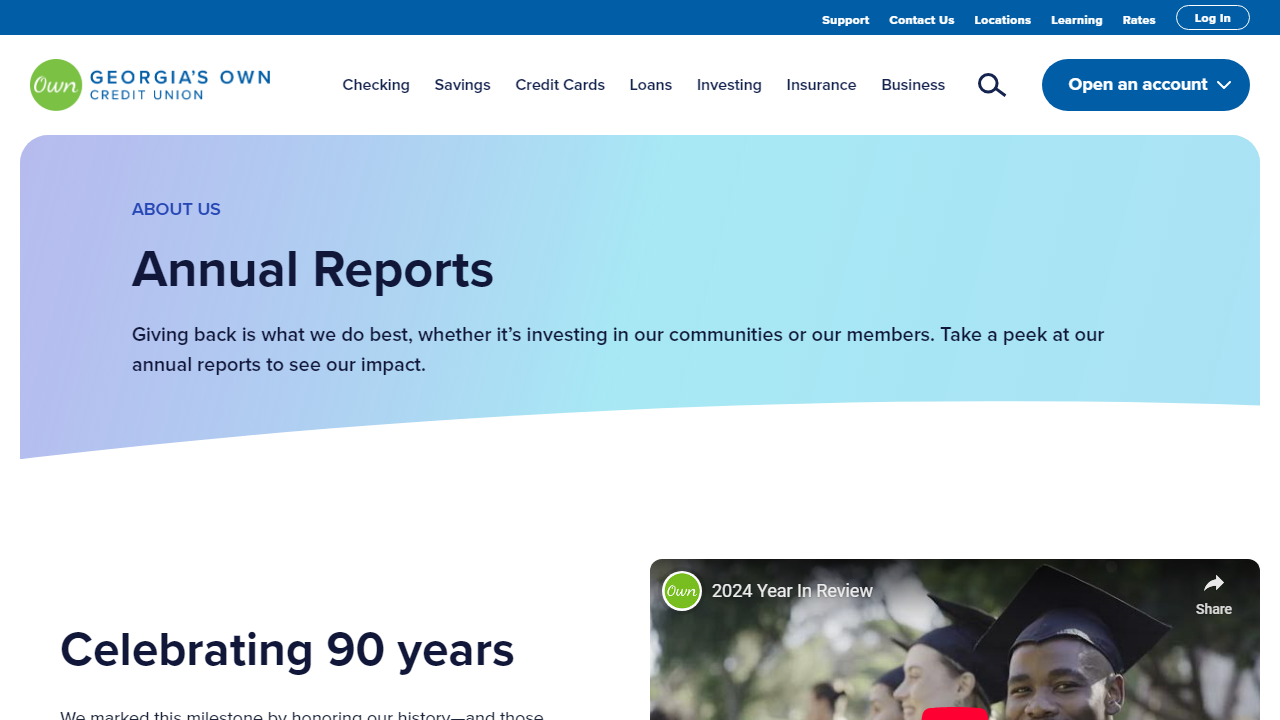 Support Contact Us Locations Learning Rates Log In
Own GEORGIA'S OWN
CREDIT UNION
Checking Savings Credit Cards Loans Investing Insurance Business Open an account
ABOUT US
Annual Reports
Giving back is what we do best, whether it’s investing in our communities or our members. Take a peek at our
annual reports to see our impact.
Own 2024 Year In Review Share
Celebrating 90 years
We marked this milestone by honoring our history—and those